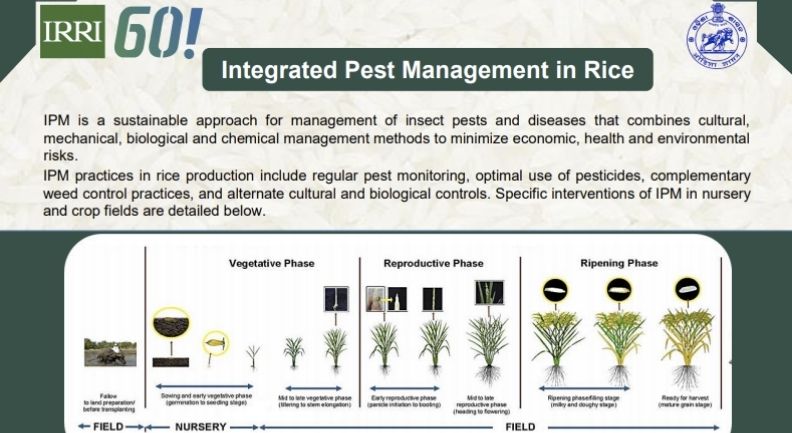 IRRI 60!
Integrated Pest Management in Rice
IPM is a sustainable approach for management of insect pests and diseases that combines cultural,
mechanical, biological and chemical management methods to minimize economic, health and environmental
risks.
IPM practices in rice production include regular pest monitoring, optimal use of pesticides, complementary
weed control practices, and alternate cultural and biological controls. Specific interventions of IPM in nursery
and crop fields are detailed below.
Vegetative Phase
Reproductive Phase
Ripening Phase
Fallow
to land preparation/
before transplanting
Sowing and early vegetative phase
(germination to seeding stage)
Mid to late vegetative phase
(tillering to stem elongation)
Early reproductive phase
(panicle initiation to booting)
Mid to late
reproductive phase
(heading to flowering)
Ripening phase/filling stage
(milky and doughy stage)
Ready for harvest
(mature grain stage)
FIELD
NURSERY
FIELD